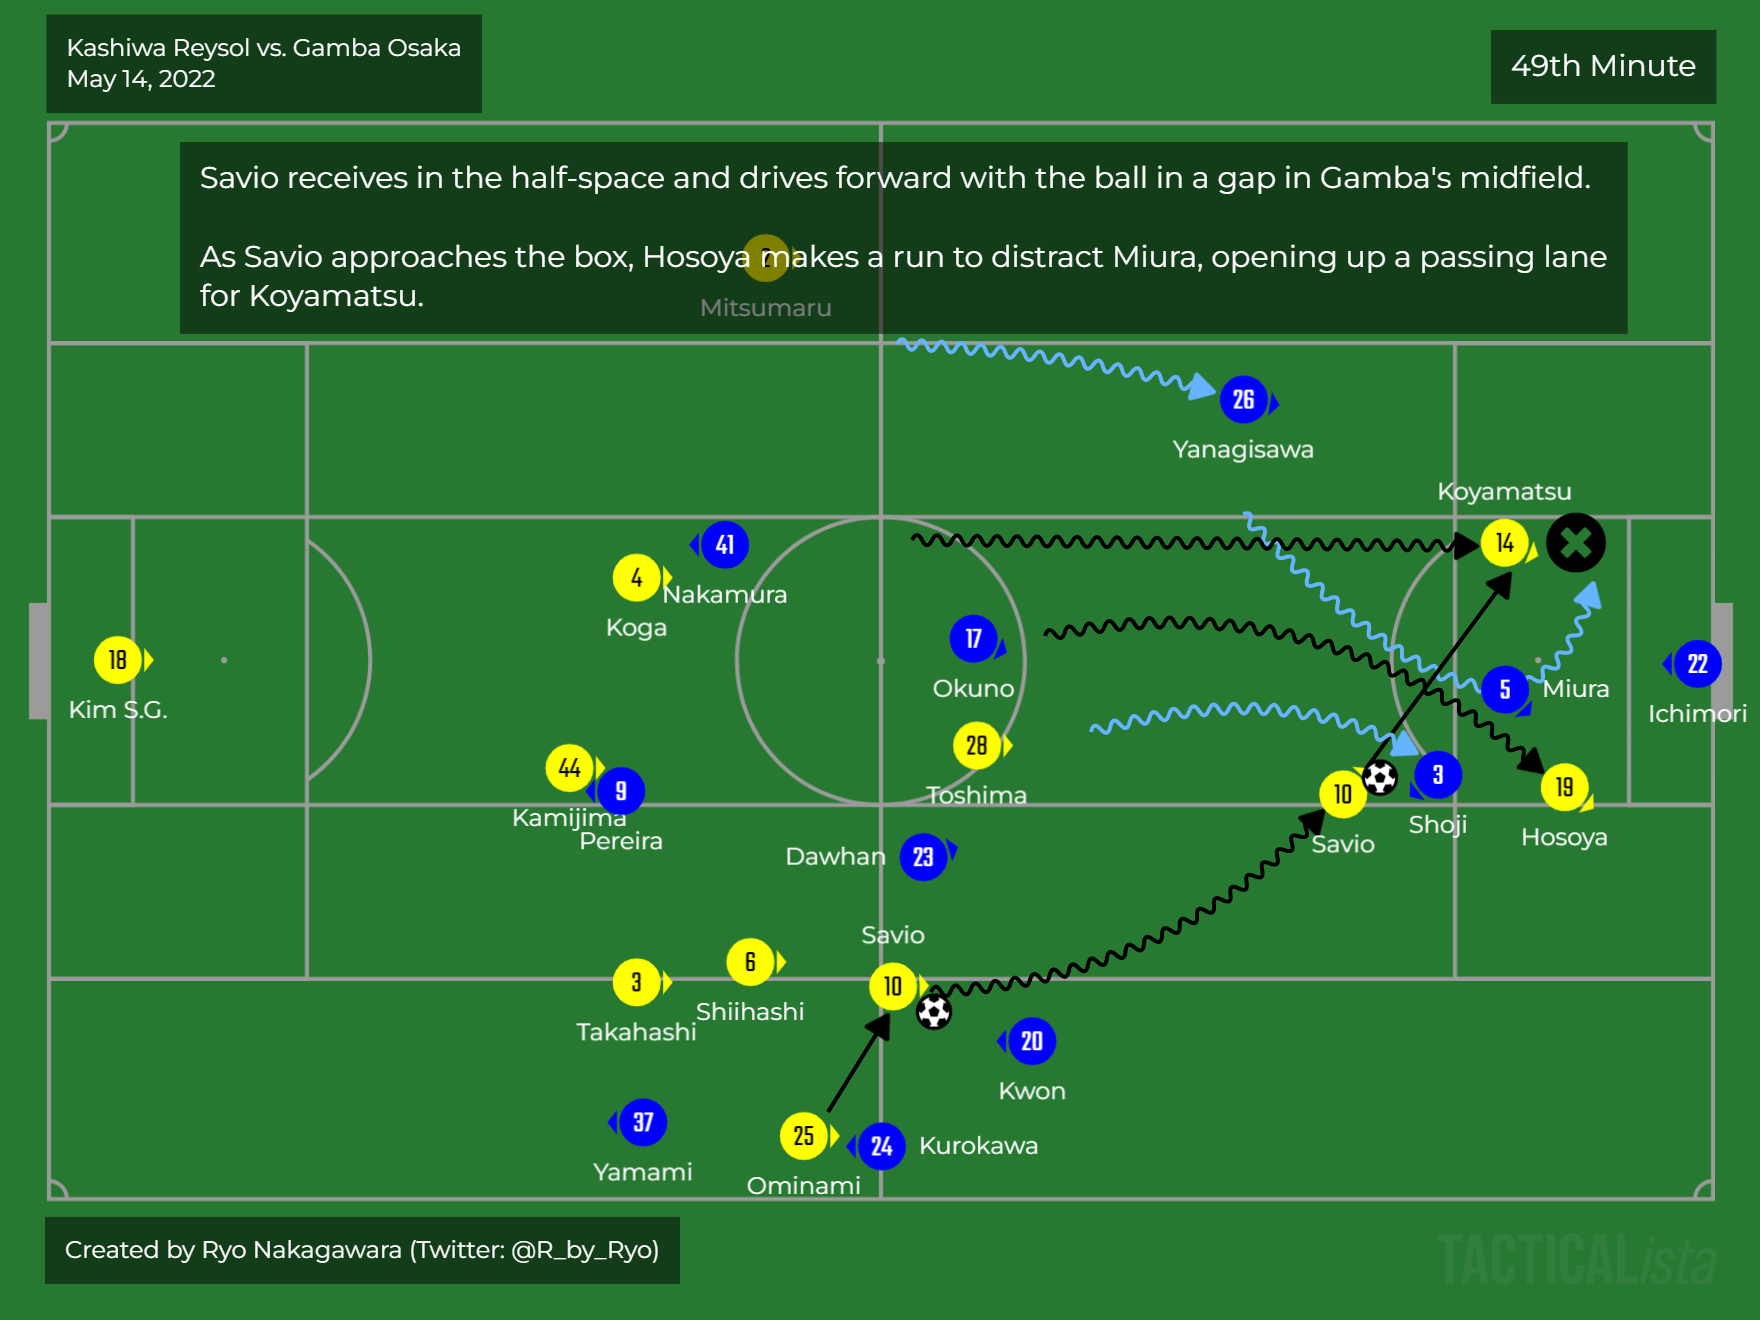 Kashiwa Reysol vs. Gamba Osaka
May 14, 2022
49th Minute
Savio receives in the half-space and drives forward with the ball in a gap in Gamba's midfield.
As Savio approaches the box, Hosoya makes a run to distract Miura, opening up a passing lane
for Koyamatsu.
2
Mitsumaru
26
Yanagisawa
Koyamatsu
14
41
Nakamura
4
Koga
17
Okuno
18
Kim S.G.
5
Miura
22
Ichimori
28
Toshima
44
Kamijima
9
Pereira
10
Savio
3
Shoji
19
Hosoya
Dawhan
23
Savio
10
6
Shiihashi
3
Takahashi
20
Kwon
37
Yamami
25
Ominami
24
Kurokawa
Created by Ryo Nakagawara (Twitter: @R_by_Ryo)
TACTICALista